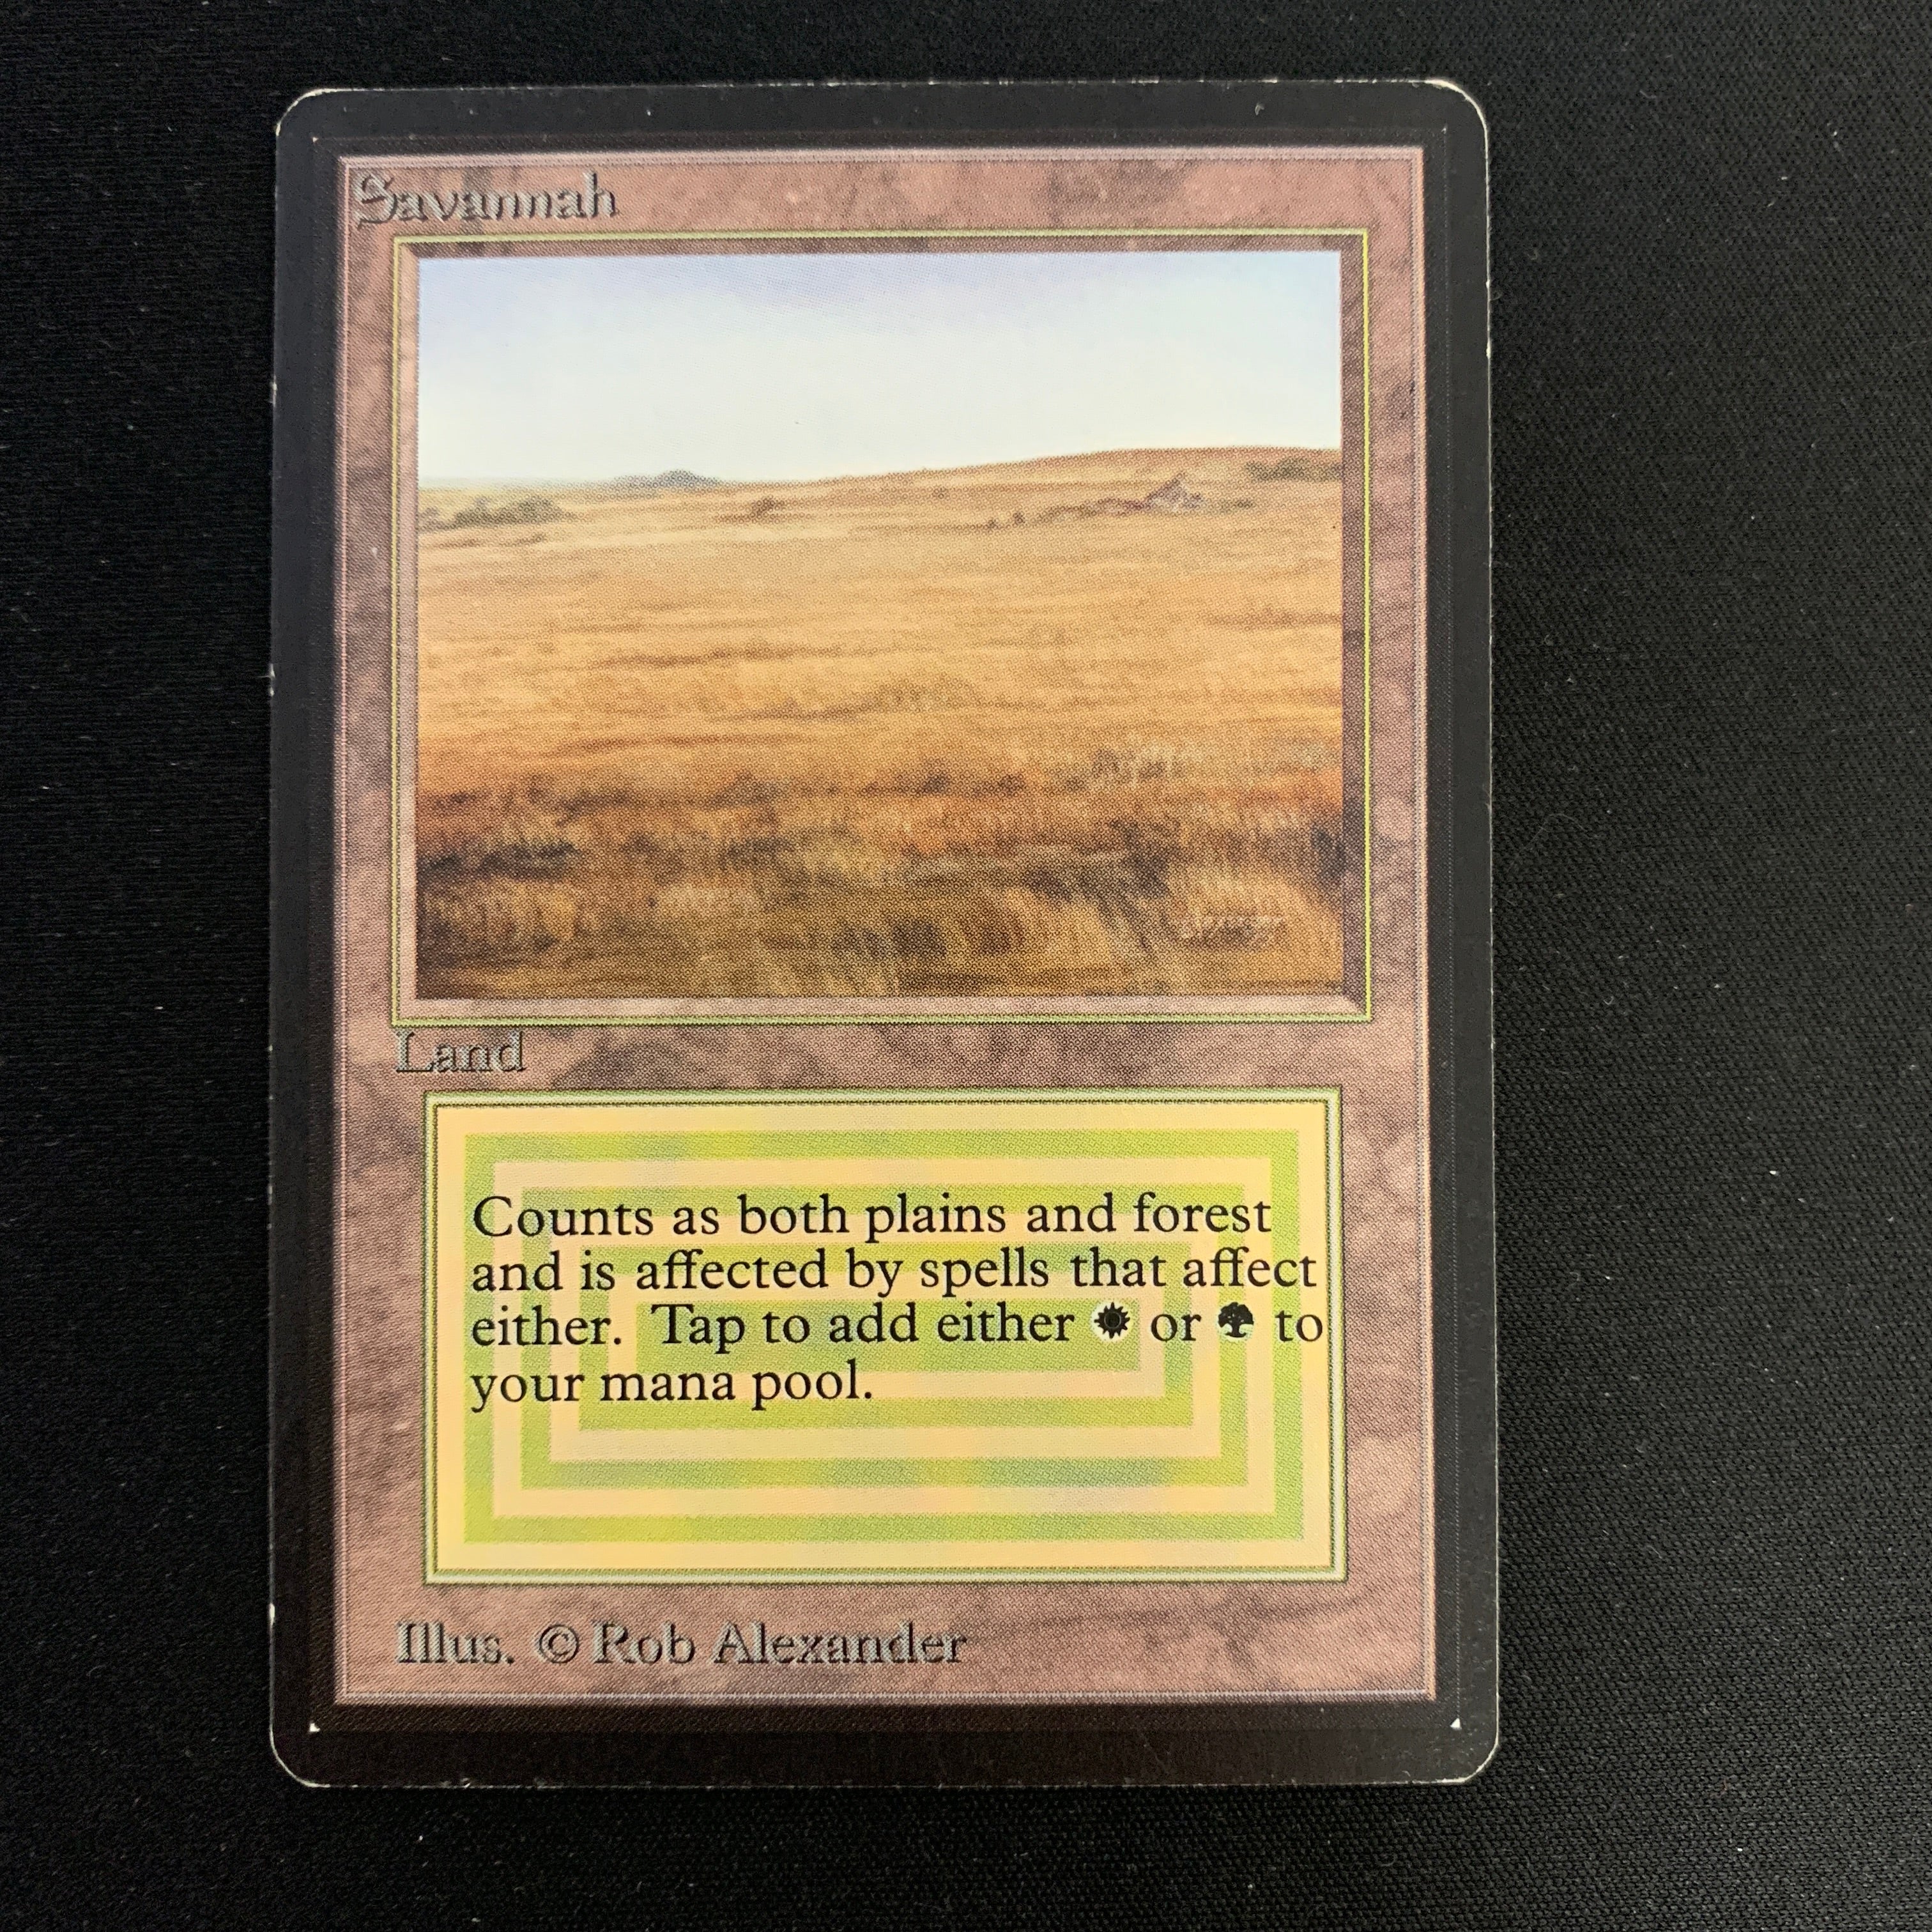 Savannah
Land
Counts as both plains and forest
and is affected by spells that affect
either. Tap to add either or to
your mana pool.
Illus. © Rob Alexander